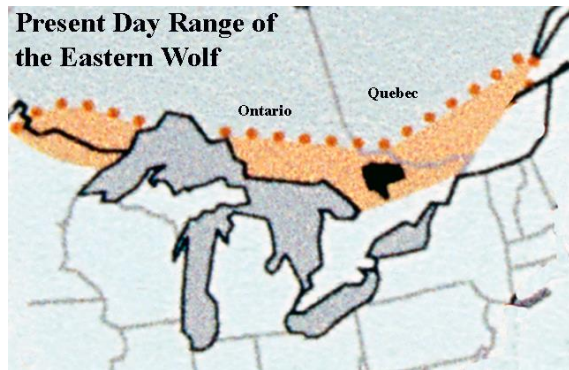 Present Day Range of
the Eastern Wolf
Quebec
Ontario